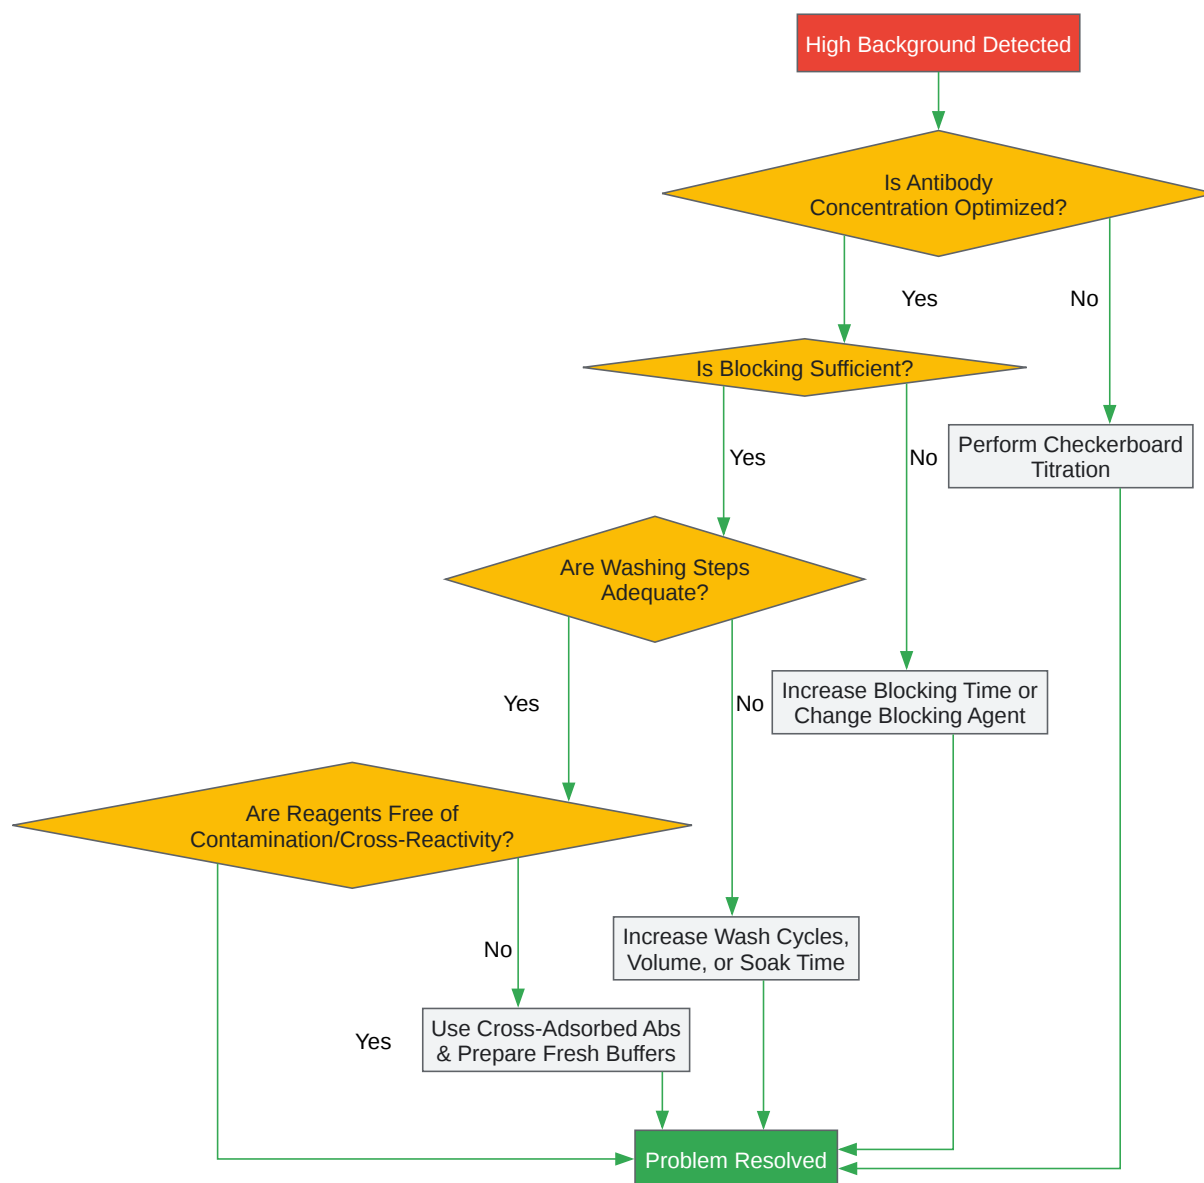 High Background Detected
Is Antibody
Concentration Optimized?
Yes
No
Is Blocking Sufficient?
Perform Checkerboard
Titration
Yes
No
Are Washing Steps
Adequate?
Increase Blocking Time or
Change Blocking Agent
Yes
No
Are Reagents Free of
Contamination/Cross-Reactivity?
Increase Wash Cycles,
Volume, or Soak Time
No
Use Cross-Adsorbed Abs
& Prepare Fresh Buffers
Yes
Problem Resolved